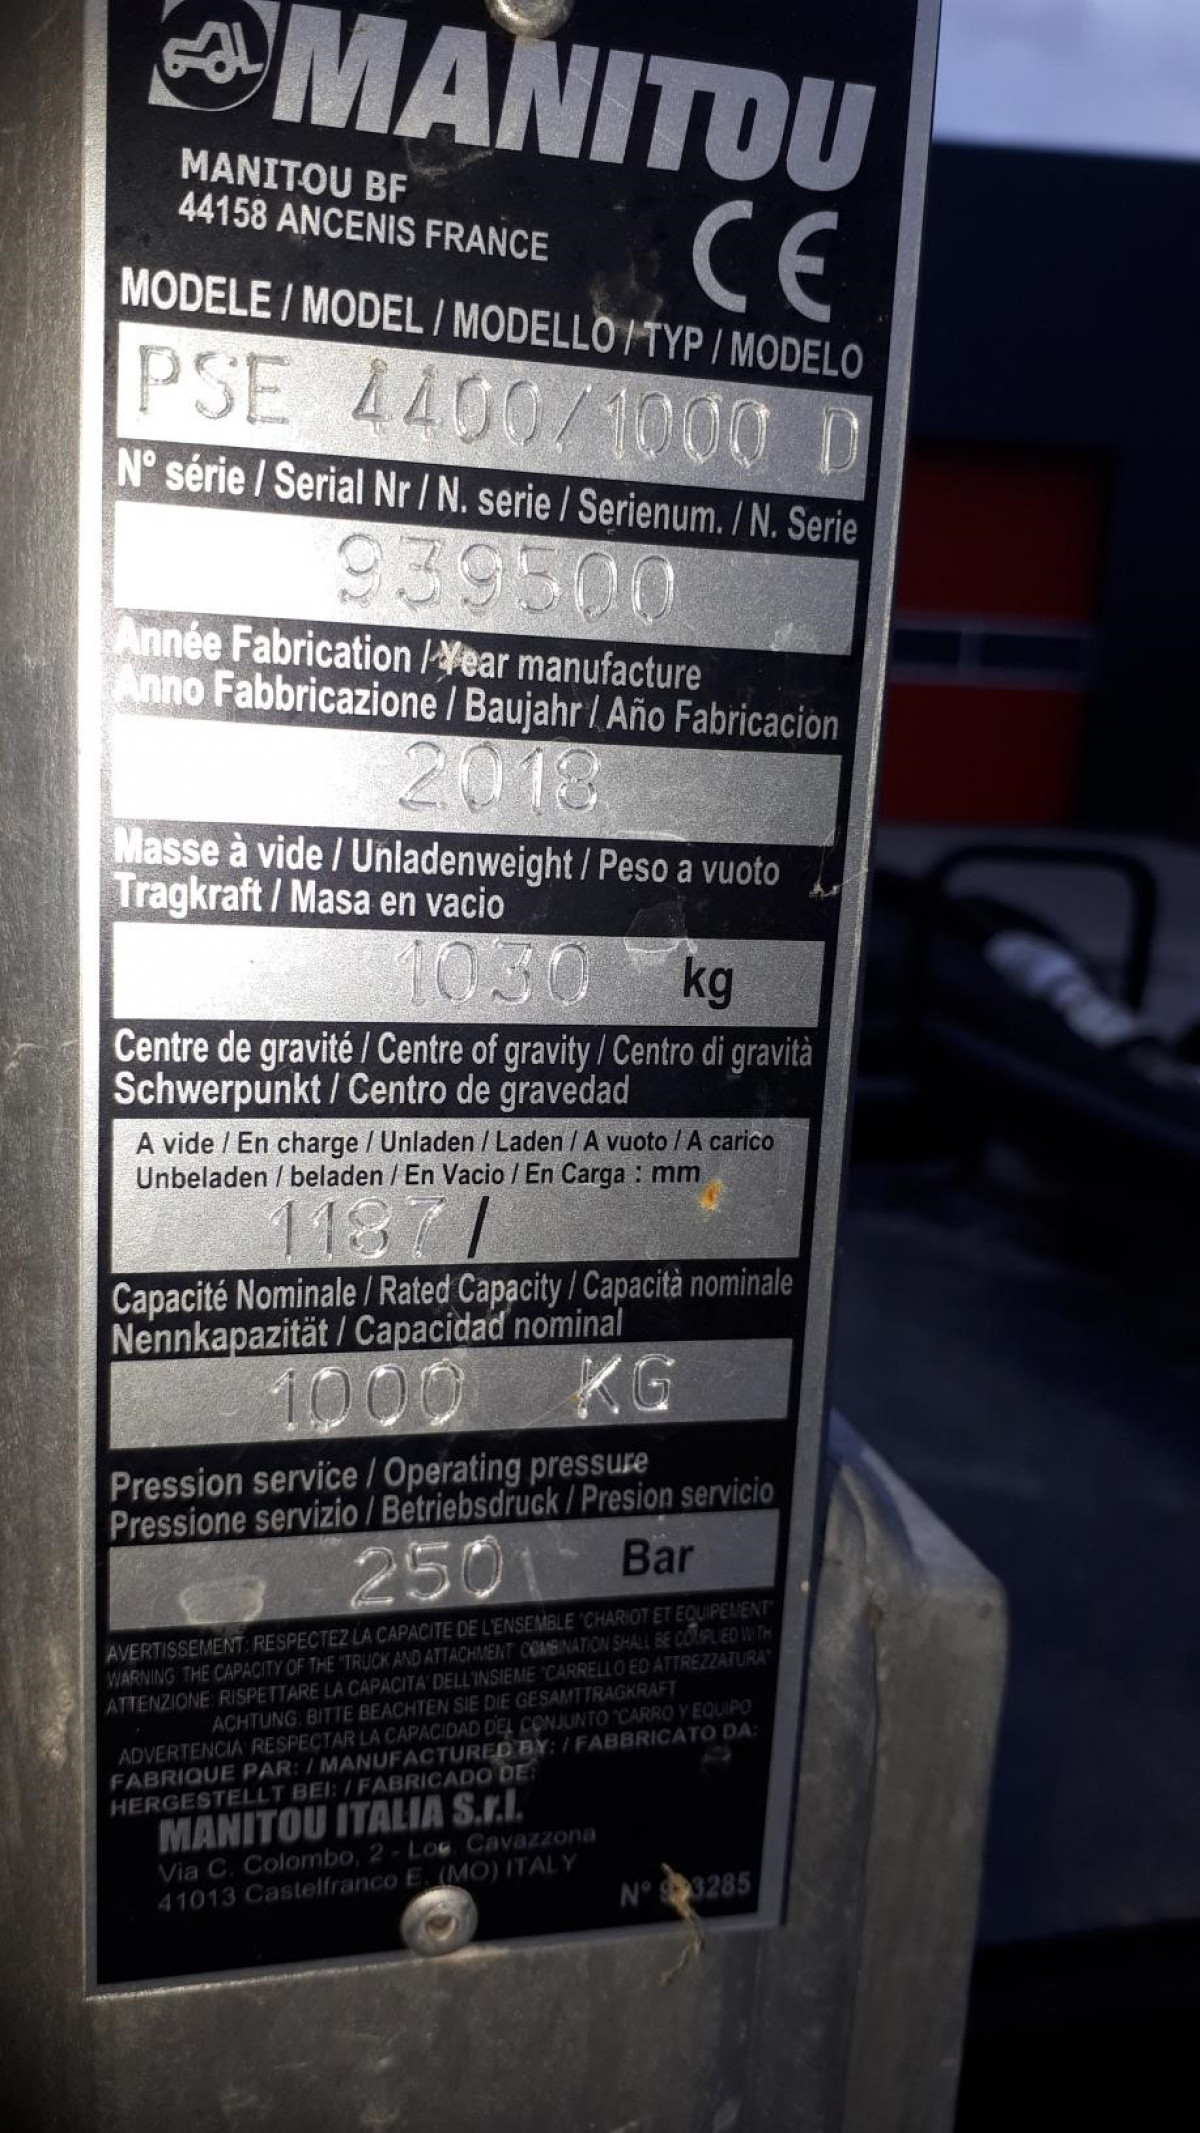 MANITOU
MANITOU BF
44158 ANCENIS FRANCE
CE
MODELE / MODEL / MODELLO / TYP / MODELO
PSE 4400/1000 D
N° série / Serial Nr / N. serie / Serienum. / N. Serie
939500
Année Fabrication / Year manufacture
Anno Fabbricazione / Baujahr / Año Fabricacion
2018
Masse à vide / Unladenweight / Peso a vuoto
Tragkraft / Masa en vacio
1030 kg
Centre de gravité / Centre of gravity / Centro di gravità
Schwerpunkt / Centro de gravedad
A vide / En charge / Unladen / Laden / A vuoto / A carico
Unbeladen / beladen / En Vacio / En Carga : mm
1187 /
Capacité Nominale / Rated Capacity / Capacità nominale
Nennkapazität / Capacidad nominal
1000 KG
Pression service / Operating pressure
Pressione servizio / Betriebsdruck / Presion servicio
250 Bar
AVERTISSEMENT: RESPECTEZ LA CAPACITE DE L'ENSEMBLE "CHARIOT ET EQUIPEMENT"
WARNING THE CAPACITY OF THE "TRUCK AND ATTACHMENT COMBINATION SHALL BE COMPLIED WITH
ATTENZIONE: RISPETTARE LA CAPACITA' DELL'INSIEME "CARRELLO ED ATTREZZATURA"
ACHTUNG: BITTE BEACHTEN SIE DIE GESAMTTRAGKRAFT
ADVERTENCIA RESPECTAR LA CAPACIDAD DEL CONJUNTO "CARRO Y EQUIPO
FABRIQUE PAR: / MANUFACTURED BY: / FABBRICATO DA:
HERGESTELLT BEI: / FABRICADO DE:
MANITOU ITALIA S.r.l.
Via C. Colombo, 2 - Loc. Cavazzona
41013 Castelfranco E. (MO) ITALY
N°